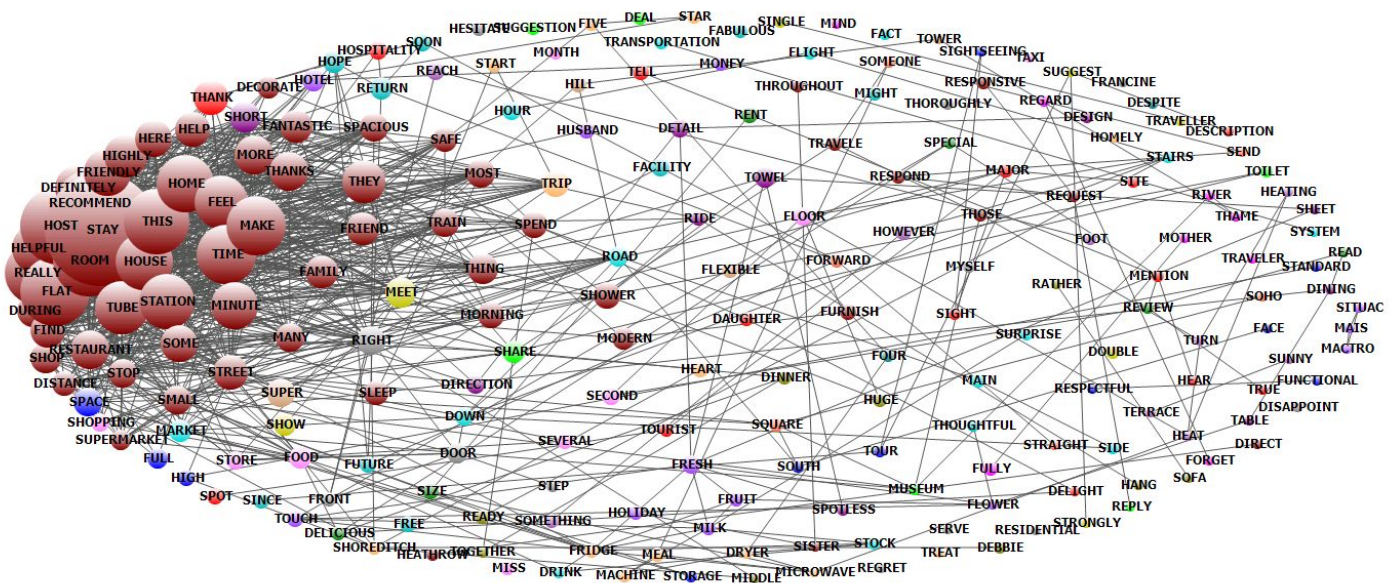 HESITATE
SUGGESTION
FIVE
DEAL
STAR
SINGLE
MIND
SOON
TRANSPORTATION
FABULOUS
FACT
TOWER
HOSPITALITY
MONTH
FLIGHT
SIGHTSEEING
TAXI
HOPE
START
MONEY
SOMEONE
HOTEL
REACH
TELL
RESPONSIVE
SUGGEST
FRANCINE
DECORATE
RETURN
HILL
THROUGHOUT
MIGHT
THOROUGHLY
REGARD
DESPITE
THANK
HOUR
RENT
DESIGN
TRAVELLER
SHORT
FANTASTIC
SPACIOUS
HUSBAND
DETAIL
HOMELY
DESCRIPTION
HELP
SAFE
TRAVELE
SPECIAL
HERE
MORE
FACILITY
STAIRS
SEND
HIGHLY
THANKS
MOST
TOWEL
RESPOND
MAJOR
TOILET
FRIENDLY
HOME
THEY
TRIP
SITE
DEFINITELY
FEEL
REQUEST
RIVER
HEATING
RECOMMEND
THIS
MAKE
FRIEND
TRAIN
SPEND
RIDE
FLOOR
THOSE
THAME
SHEET
HOST
STAY
HOWEVER
FOOT
MOTHER
SYSTEM
HELPFUL
ROOM
HOUSE
TIME
ROAD
FORWARD
READ
REALLY
FAMILY
THING
FLEXIBLE
MYSELF
TRAVELER
STANDARD
FLAT
MEET
SHOWER
RATHER
MENTION
DINING
DURING
TUBE
STATION
MINUTE
MORNING
DAUGHTER
FURNISH
SIGHT
REVIEW
SOHO
SITUAC
FIND
SOME
MANY
RIGHT
MODERN
SURPRISE
FACE
MAIS
RESTAURANT
SHARE
FOUR
DOUBLE
TURN
MAGTRO
SHOP
STOP
STREET
HEART
DINNER
MAIN
SUNNY
DISTANCE
SUPER
SLEEP
DIRECTION
SECOND
HUGE
RESPECTFUL
HEAR
TRUE
FUNCTIONAL
SPACE
SMALL
TERRACE
DISAPPOINT
SHOPPING
MARKET
SHOW
DOWN
TOURIST
SQUARE
THOUGHTFUL
TABLE
SUPERMARKET
SEVERAL
STRAIGHT
SIDE
HEAT
DIRECT
FULL
STORE
FOOD
FUTURE
DOOR
FRESH
SOUTH
TOUR
FULLY
FORGET
HIGH
STEP
MUSEUM
DELIGHT
HANG
SOFA
SPOT
SINCE
FRONT
SIZE
FRUIT
SPOTLESS
FLOWER
REPLY
TOUCH
FREE
READY
SOMETHING
HOLIDAY
MILK
SERVE
RESIDENTIAL
STRONGLY
DELICIOUS
SHOREDITCH
HEATHROW
TOGETHER
FRIDGE
MEAL
DRYER
SISTER
STOCK
TREAT
DEBBIE
MISS
DRINK
MACHINE
STORAGE
MIDDLE
MICROWAVE
REGRET